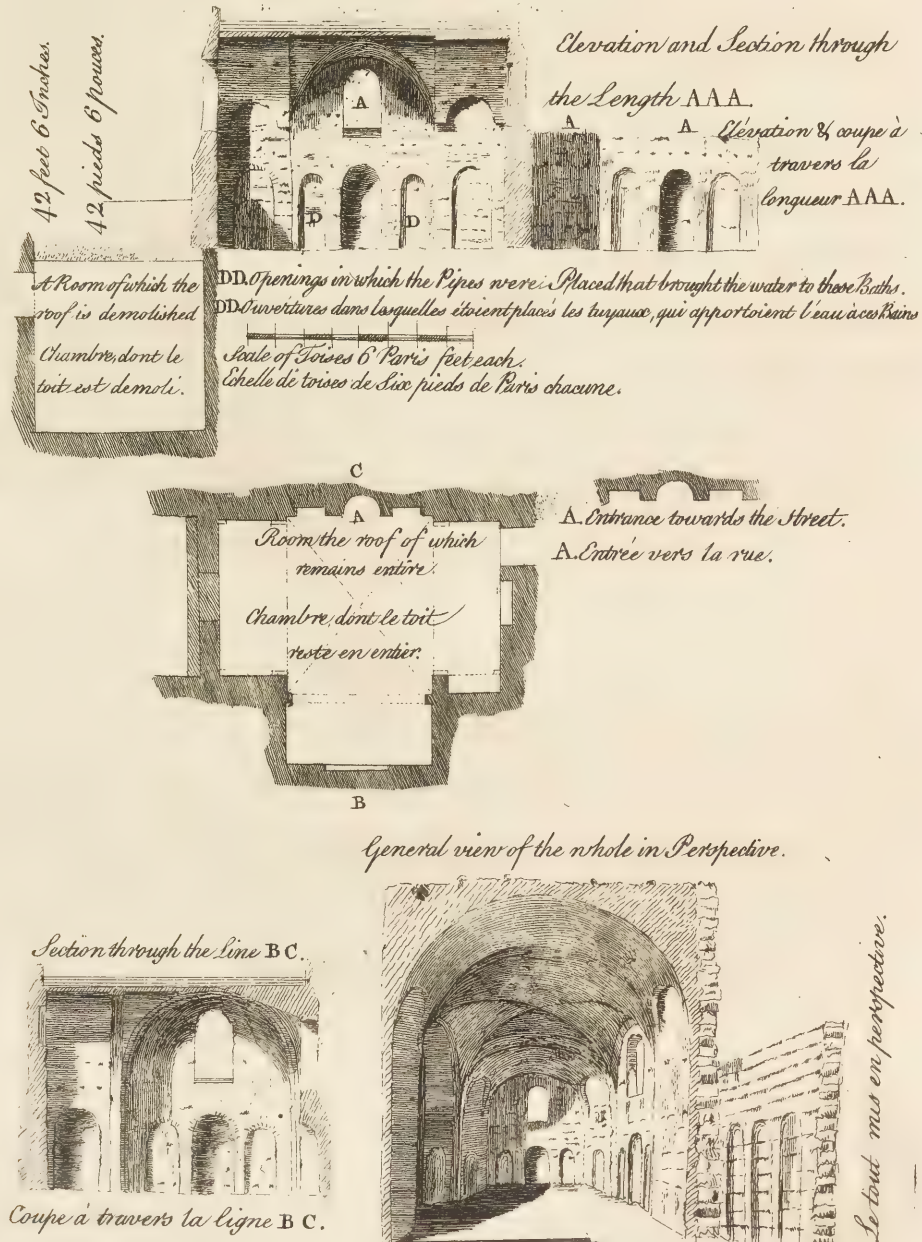 42 feet 6 Inches.
42 pieds 6 pouces.
Elevation and Section through
the Length AAA.
A
A
A
Elévation & coupe à
travers la
longueur AAA.
D
D
A Room of which the
roof is demolished
Chambre, dont le
toit est demoli.
DD. Openings in which the Pipes were Placed that brought the water to these Baths.
DD. Ouvertures dans lesquelles étoient placés les tuyaux, qui apportoient l'eau à ces Bains
Scale of Toises 6 Paris feet each.
Echelle de toises de Six pieds de Paris chacune.
C
A
Room the roof of which
remains entire.
Chambre, dont le toit
reste en entier.
B
A. Entrance towards the Street.
A. Entrée vers la rue.
General view of the whole in Perspective.
Section through the Line BC.
Coupe à travers la ligne BC.
Le tout mis en perspective.